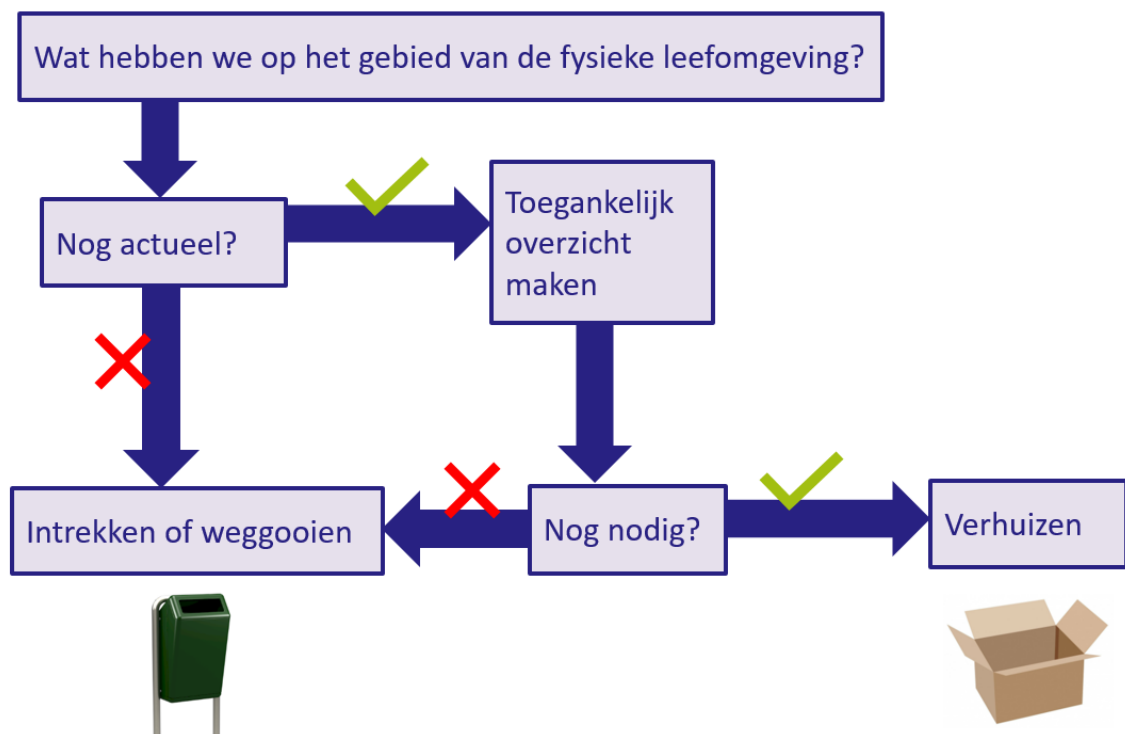 Wat hebben we op het gebied van de fysieke leefomgeving?
Nog actueel?
Toegankelijk
overzicht
maken
Intrekken of weggooien
Nog nodig?
Verhuizen